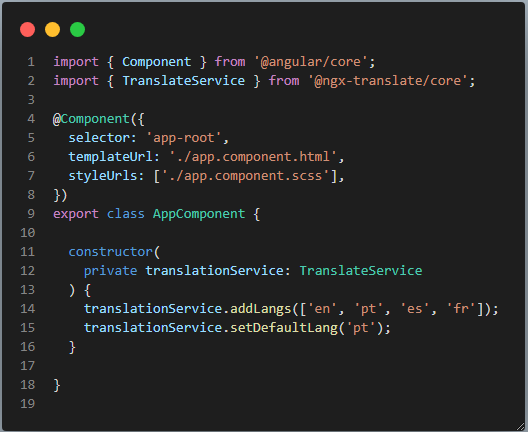 1 import { Component } from '@angular/core';
2 import { TranslateService } from '@ngx-translate/core';
3
4 @Component({
5   selector: 'app-root',
6   templateUrl: './app.component.html',
7   styleUrls: ['./app.component.scss'],
8 })
9 export class AppComponent {
10
11   constructor(
12     private translationService: TranslateService
13   ) {
14     translationService.addLangs(['en', 'pt', 'es', 'fr']);
15     translationService.setDefaultLang('pt');
16   }
17
18 }
19